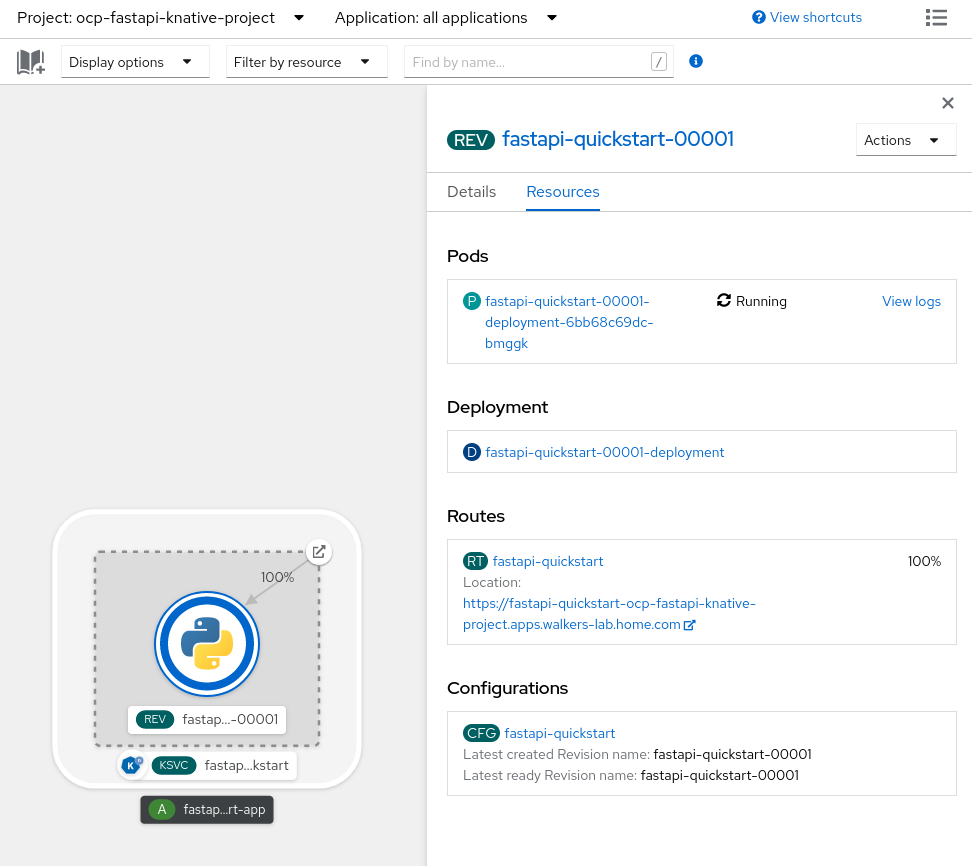 Project: ocp-fastapi-knative-project
Application: all applications
View shortcuts
Display options
Filter by resource
Find by name...
/
REV fastapi-quickstart-00001
Actions
Details
Resources
Pods
P fastapi-quickstart-00001-
deployment-6bb68c69dc-
bmggk
Running
View logs
Deployment
D fastapi-quickstart-00001-deployment
Routes
RT fastapi-quickstart
100%
Location:
https://fastapi-quickstart-ocp-fastapi-knative-
project.apps.walkers-lab.home.com
Configurations
CFG fastapi-quickstart
Latest created Revision name: fastapi-quickstart-00001
Latest ready Revision name: fastapi-quickstart-00001
100%
REV fastap...-00001
K KSVC fastap...kstart
A fastap...rt-app